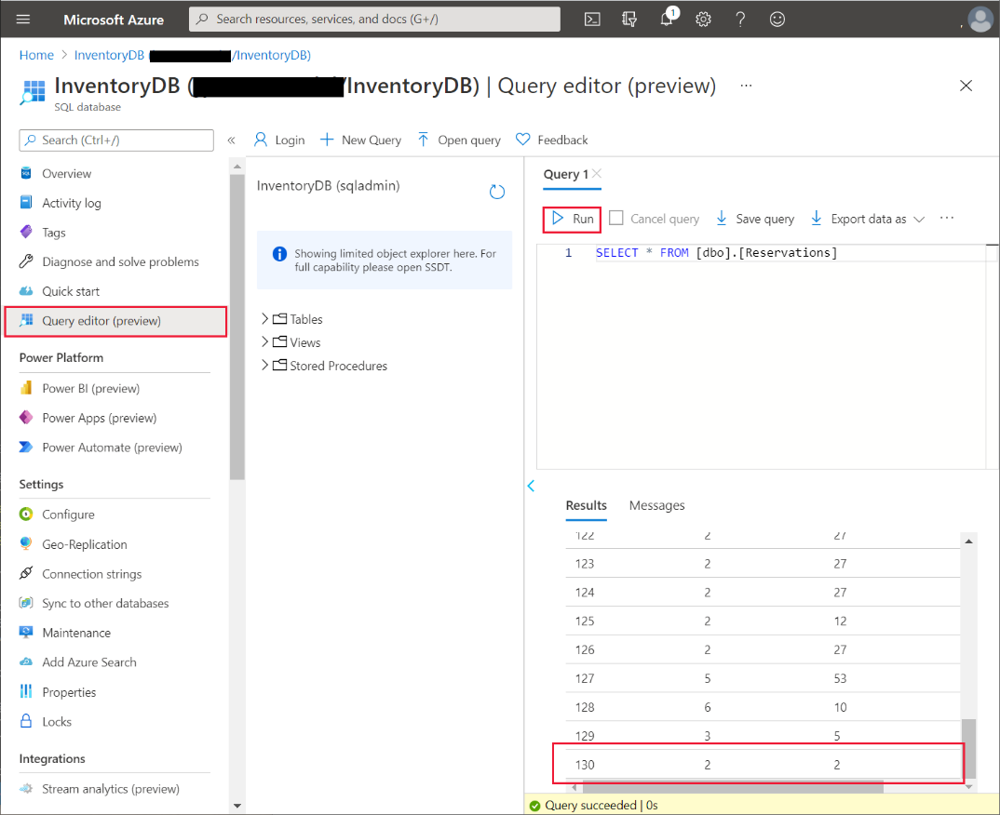 Microsoft Azure
Search resources, services, and docs (G+/)
1
Home > InventoryDB ( /InventoryDB)
InventoryDB ( /InventoryDB) | Query editor (preview) ...
SQL database
Search (Ctrl+/)
«
Login
New Query
Open query
Feedback
Overview
Activity log
Tags
Diagnose and solve problems
Quick start
Query editor (preview)
Power Platform
Power BI (preview)
Power Apps (preview)
Power Automate (preview)
Settings
Configure
Geo-Replication
Connection strings
Sync to other databases
Maintenance
Add Azure Search
Properties
Locks
Integrations
Stream analytics (preview)
InventoryDB (sqladmin)
Showing limited object explorer here. For
full capability please open SSDT.
Tables
Views
Stored Procedures
Query 1
Run
Cancel query
Save query
Export data as
...
1 SELECT * FROM [dbo].[Reservations]
Results Messages
122 2 27
123 2 27
124 2 27
125 2 12
126 2 27
127 5 53
128 6 10
129 3 5
130 2 2
Query succeeded | 0s